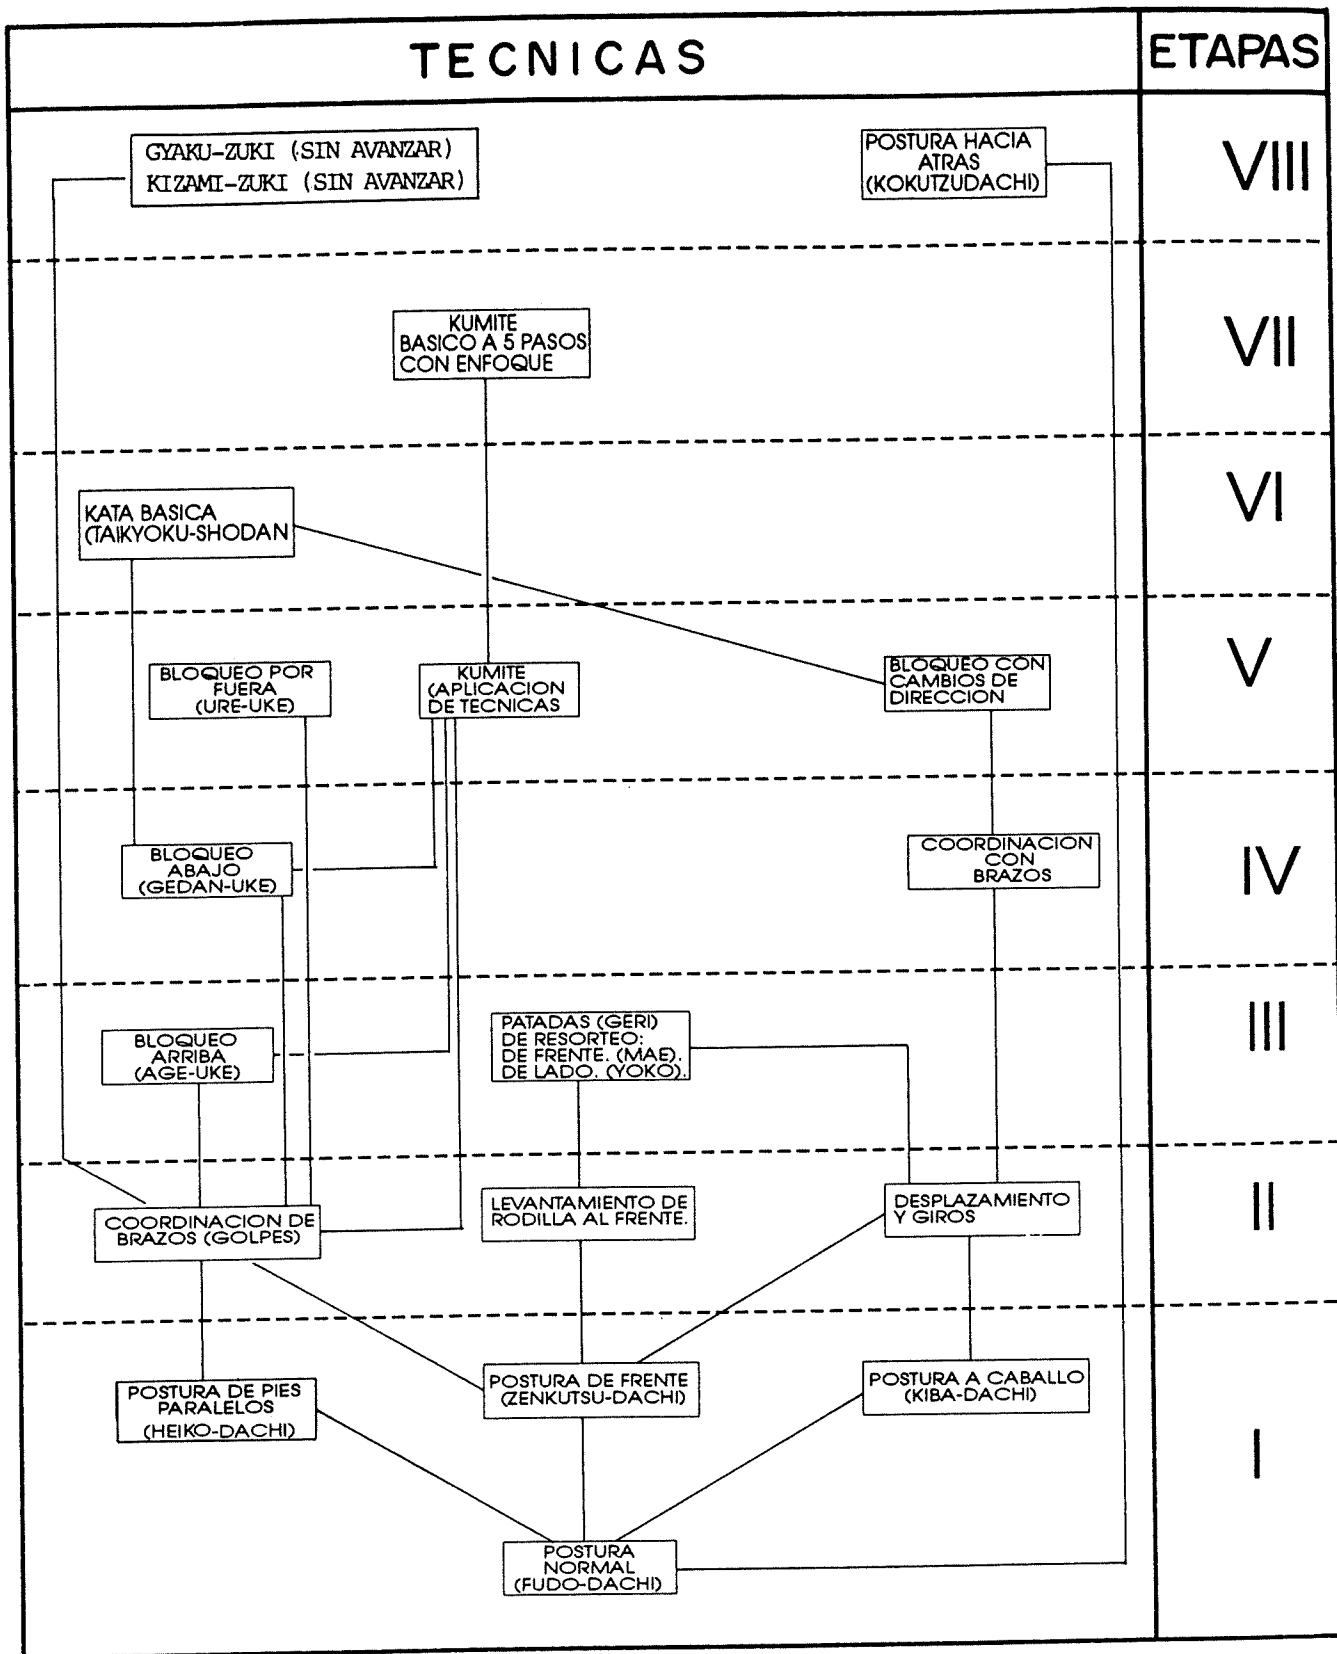 TECNICAS
ETAPAS
GYAKU-ZUKI (SIN AVANZAR)
KIZAMI-ZUKI (SIN AVANZAR)
POSTURA HACIA
ATRAS
(KOKUTZUDACHI)
VIII
KUMITE
BASICO A 5 PASOS
CON ENFOQUE
VII
KATA BASICA
(TAIKYOKU-SHODAN
VI
BLOQUEO POR
FUERA
(URE-UKE)
KUMITE
(APLICACION
DE TECNICAS
BLOQUEO CON
CAMBIOS DE
DIRECCION
V
BLOQUEO
ABAJO
(GEDAN-UKE)
COORDINACION
CON
BRAZOS
IV
BLOQUEO
ARRIBA
(AGE-UKE)
PATADAS (GERI)
DE RESORTEO:
DE FRENTE. (MAE).
DE LADO. (YOKO).
III
COORDINACION DE
BRAZOS (GOLPES)
LEVANTAMIENTO DE
RODILLA AL FRENTE.
DESPLAZAMIENTO
Y GIROS
II
POSTURA DE PIES
PARALELOS
(HEIKO-DACHI)
POSTURA DE FRENTE
(ZENKUTSU-DACHI)
POSTURA A CABALLO
(KIBA-DACHI)
I
POSTURA
NORMAL
(FUDO-DACHI)